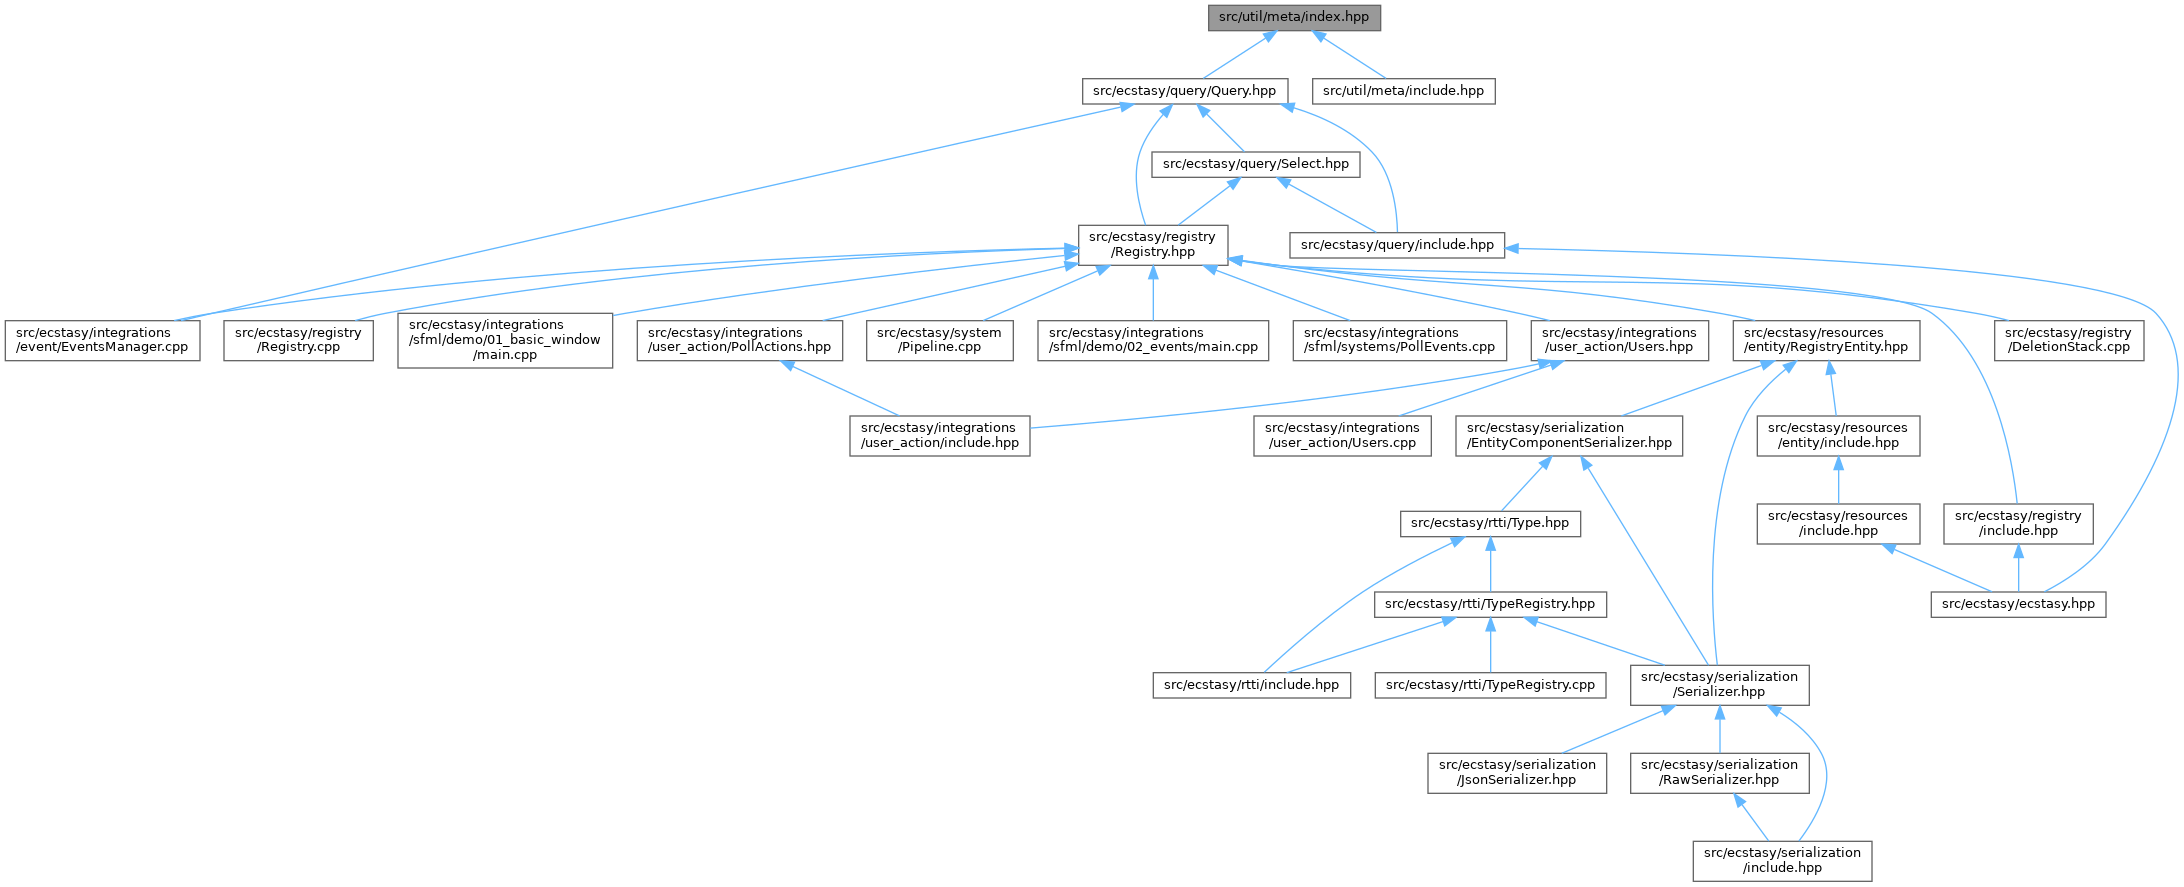 src/util/meta/index.hpp
src/ecstasy/query/Query.hpp
src/util/meta/include.hpp
src/ecstasy/query/Select.hpp
src/ecstasy/registry
/Registry.hpp
src/ecstasy/query/include.hpp
src/ecstasy/integrations
event/EventsManager.cpp
src/ecstasy/registry
/Registry.cpp
src/ecstasy/integrations
/sfml/demo/01_basic_window
/main.cpp
src/ecstasy/integrations
/user_action/PollActions.hpp
src/ecstasy/system
/Pipeline.cpp
src/ecstasy/integrations
/sfml/demo/02_events/main.cpp
src/ecstasy/integrations
/sfml/systems/PollEvents.cpp
src/ecstasy/integrations
/user_action/Users.hpp
src/ecstasy/resources
/entity/RegistryEntity.hpp
src/ecstasy/registry
/DeletionStack.cpp
src/ecstasy/integrations
/user_action/include.hpp
src/ecstasy/integrations
/user_action/Users.cpp
src/ecstasy/serialization
/EntityComponentSerializer.hpp
src/ecstasy/resources
/entity/include.hpp
src/ecstasy/rtti/Type.hpp
src/ecstasy/resources
/include.hpp
src/ecstasy/registry
/include.hpp
src/ecstasy/rtti/TypeRegistry.hpp
src/ecstasy/ecstasy.hpp
src/ecstasy/rtti/include.hpp
src/ecstasy/rtti/TypeRegistry.cpp
src/ecstasy/serialization
/Serializer.hpp
src/ecstasy/serialization
/JsonSerializer.hpp
src/ecstasy/serialization
/RawSerializer.hpp
src/ecstasy/serialization
/include.hpp